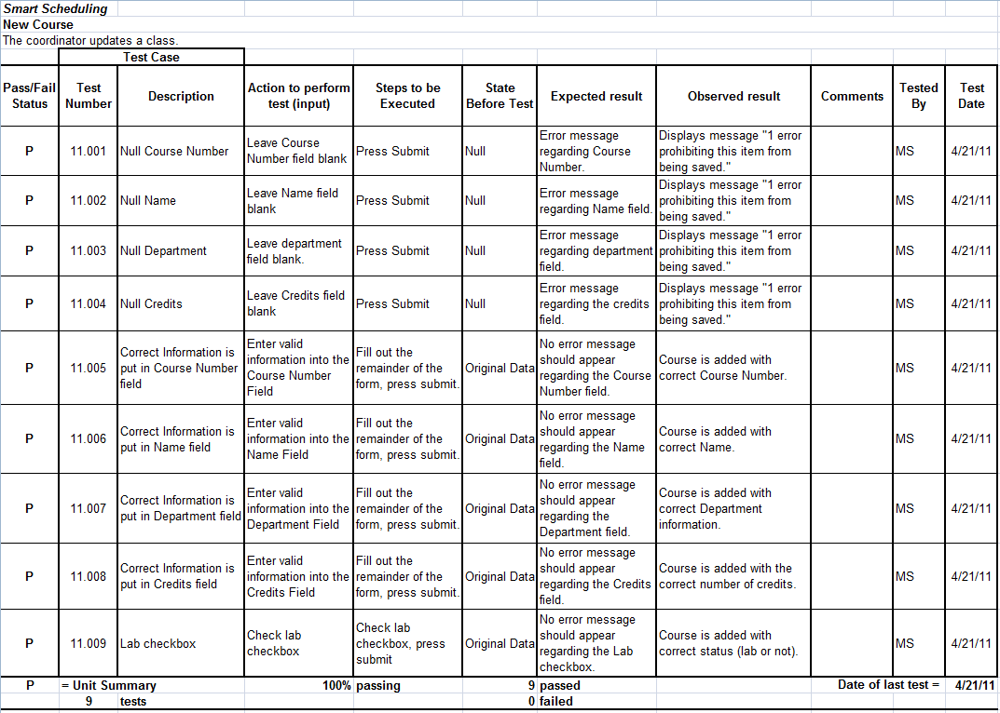 Smart Scheduling
New Course
The coordinator updates a class.
Test Case
Pass/Fail Status Test Number Description Action to perform test (input) Steps to be Executed State Before Test Expected result Observed result Comments Tested By Test Date
P 11.001 Null Course Number Leave Course Number field blank Press Submit Null Error message regarding Course Number. Displays message "1 error prohibiting this item from being saved." MS 4/21/11
P 11.002 Null Name Leave Name field blank Press Submit Null Error message regarding Name field. Displays message "1 error prohibiting this item from being saved." MS 4/21/11
P 11.003 Null Department Leave department field blank. Press Submit Null Error message regarding department field. Displays message "1 error prohibiting this item from being saved." MS 4/21/11
P 11.004 Null Credits Leave Credits field blank Press Submit Null Error message regarding the credits field. Displays message "1 error prohibiting this item from being saved." MS 4/21/11
P 11.005 Correct Information is put in Course Number field Enter valid information into the Course Number Field Fill out the remainder of the form, press submit. Original Data No error message should appear regarding the Course Number field. Course is added with correct Course Number. MS 4/21/11
P 11.006 Correct Information is put in Name field Enter valid information into the Name Field Fill out the remainder of the form, press submit. Original Data No error message should appear regarding the Name field. Course is added with correct Name. MS 4/21/11
P 11.007 Correct Information is put in Department field Enter valid information into the Department Field Fill out the remainder of the form, press submit. Original Data No error message should appear regarding the Department field. Course is added with correct Department information. MS 4/21/11
P 11.008 Correct Information is put in Credits field Enter valid information into the Credits Field Fill out the remainder of the form, press submit. Original Data No error message should appear regarding the Credits field. Course is added with the correct number of credits. MS 4/21/11
P 11.009 Lab checkbox Check lab checkbox Check lab checkbox, press submit Original Data No error message should appear regarding the Lab checkbox. Course is added with correct status (lab or not). MS 4/21/11
P = Unit Summary 100% passing 9 passed Date of last test = 4/21/11
9 tests 0 failed